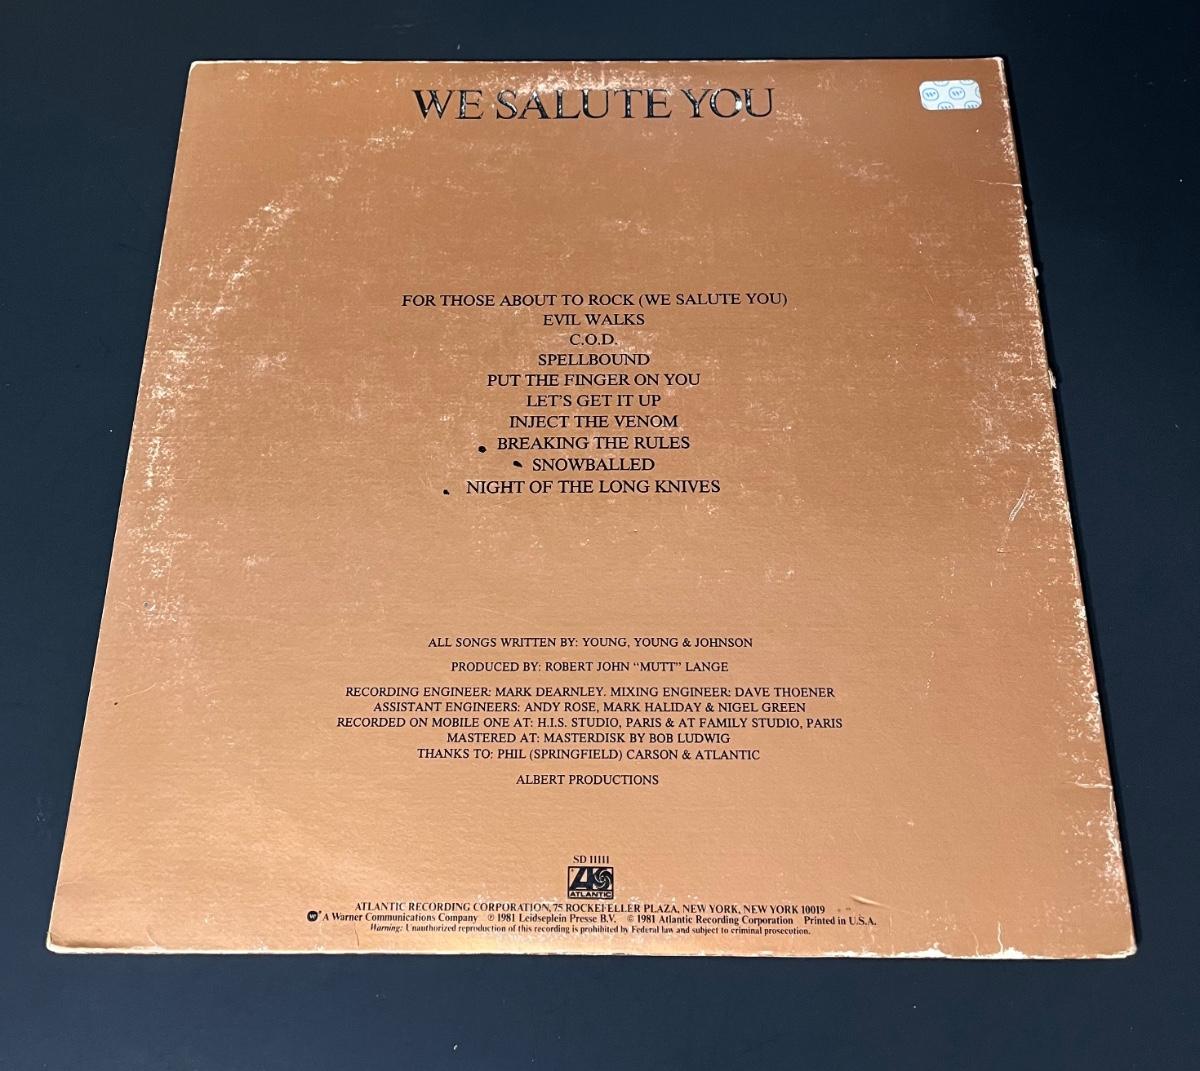 WE SALUTE YOU
FOR THOSE ABOUT TO ROCK (WE SALUTE YOU)
EVIL WALKS
C.O.D.
SPELLBOUND
PUT THE FINGER ON YOU
LET'S GET IT UP
INJECT THE VENOM
BREAKING THE RULES
SNOWBALLED
NIGHT OF THE LONG KNIVES
ALL SONGS WRITTEN BY: YOUNG, YOUNG & JOHNSON
PRODUCED BY: ROBERT JOHN “MUTT” LANGE
RECORDING ENGINEER: MARK DEARNLEY. MIXING ENGINEER: DAVE THOENER
ASSISTANT ENGINEERS: ANDY ROSE, MARK HALIDAY & NIGEL GREEN
RECORDED ON MOBILE ONE AT: H.I.S. STUDIO, PARIS & AT FAMILY STUDIO, PARIS
MASTERED AT: MASTERDISK BY BOB LUDWIG
THANKS TO: PHIL (SPRINGFIELD) CARSON & ATLANTIC
ALBERT PRODUCTIONS
SD 11111
ATLANTIC
ATLANTIC RECORDING CORPORATION, 75 ROCKEFELLER PLAZA, NEW YORK, NEW YORK 10019
A Warner Communications Company ℗ 1981 Leidseplein Presse B.V. © 1981 Atlantic Recording Corporation Printed in U.S.A.
Warning: Unauthorized reproduction of this recording is prohibited by Federal law and subject to criminal prosecution.